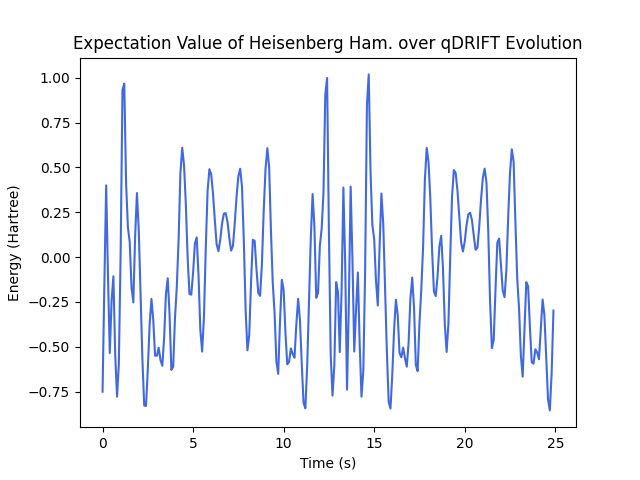 Expectation Value of Heisenberg Ham. over qDRIFT Evolution
1.00
0.75
0.50
0.25
0.00
−0.25
−0.50
−0.75
Energy (Hartree)
0 5 10 15 20 25
Time (s)